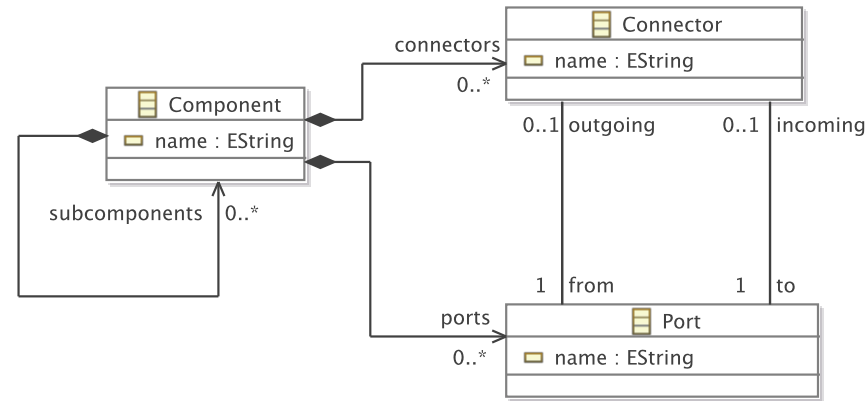 Connector
name : EString
connectors
0..*
Component
name : EString
0..1 outgoing
0..1 incoming
subcomponents 0..*
1 from
1 to
ports
0..*
Port
name : EString